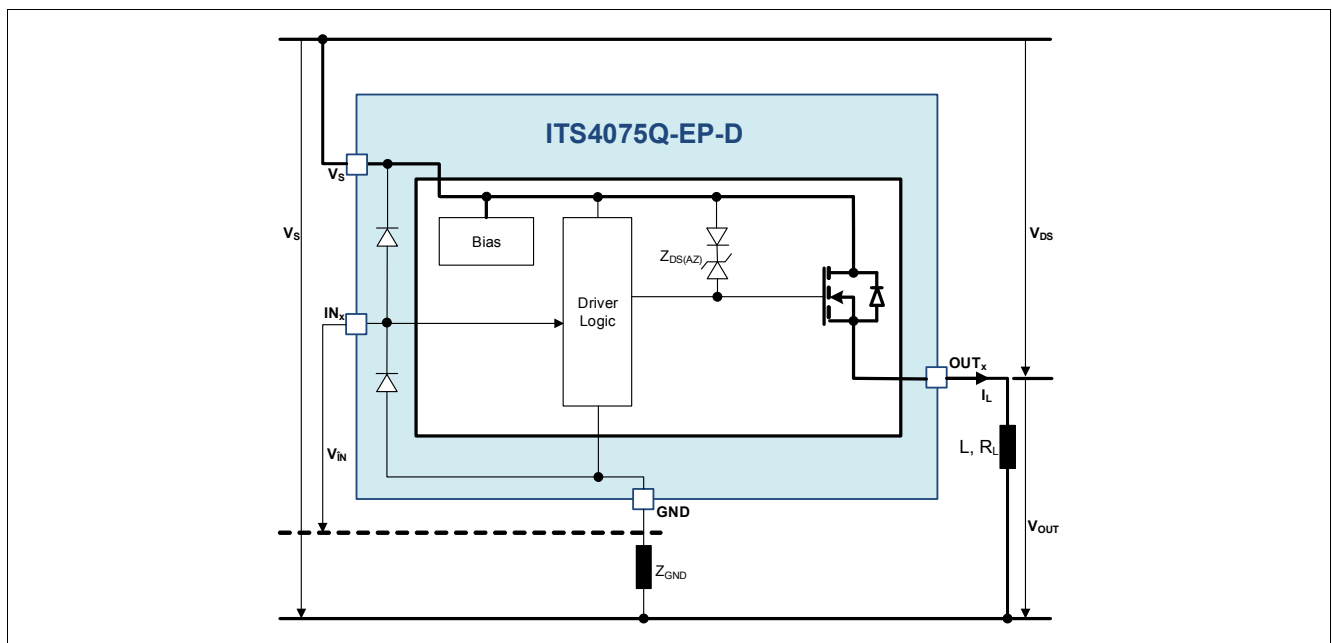 ITS4075Q-EP-D
VS
VS
Bias
ZDS(AZ)
VDS
INx
Driver
Logic
OUTx
IL
VIN
L, RL
GND
VOUT
ZGND